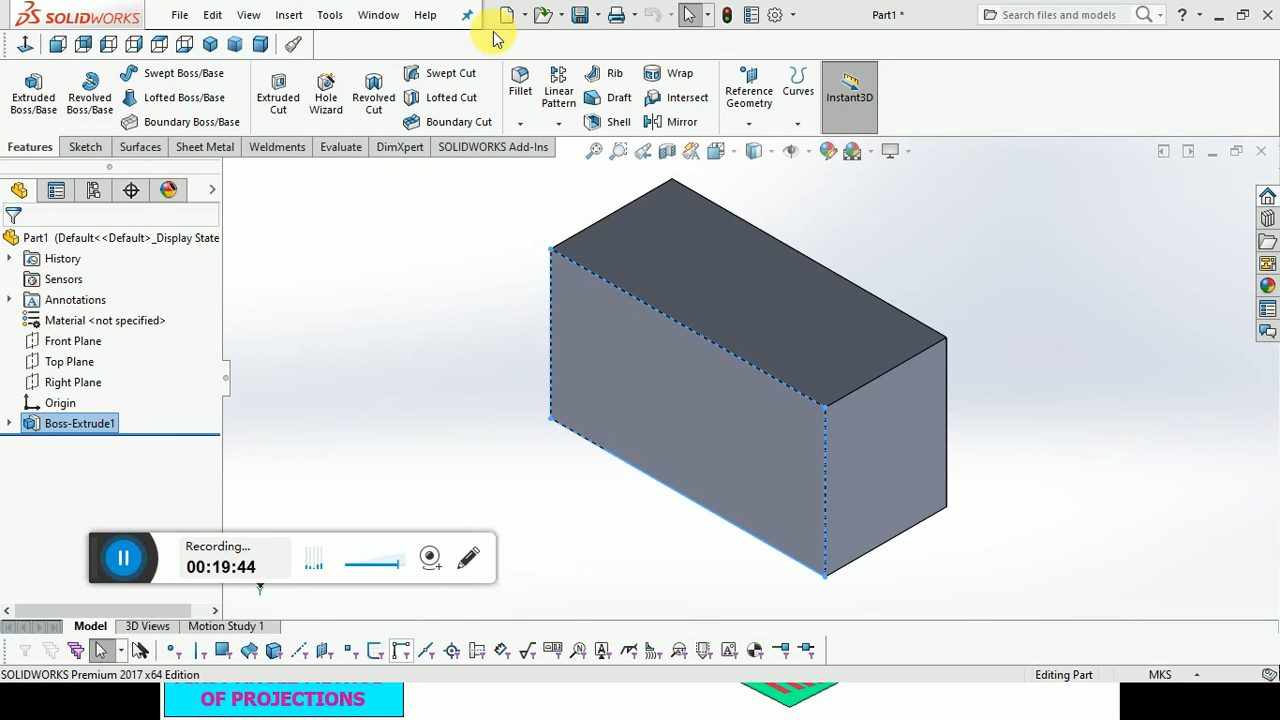 SOLIDWORKS
File Edit View Insert Tools Window Help
Part1 *
Search files and models
?
Extruded Boss/Base
Revolved Boss/Base
Swept Boss/Base
Lofted Boss/Base
Boundary Boss/Base
Extruded Cut
Hole Wizard
Revolved Cut
Swept Cut
Lofted Cut
Boundary Cut
Fillet
Linear Pattern
Rib
Draft
Shell
Wrap
Intersect
Mirror
Reference Geometry
Curves
Instant3D
Features Sketch Surfaces Sheet Metal Weldments Evaluate DimXpert SOLIDWORKS Add-Ins
Part1 (Default<<Default>_Display State
History
Sensors
Annotations
Material <not specified>
Front Plane
Top Plane
Right Plane
Origin
Boss-Extrude1
Recording...
00:19:44
Model 3D Views Motion Study 1
SOLIDWORKS Premium 2017 x64 Edition
Editing Part
MKS
OF PROJECTIONS